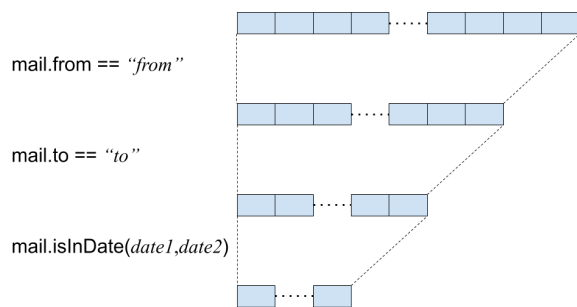 mail.from == “from”
mail.to == “to”
mail.isInDate(date1,date2)